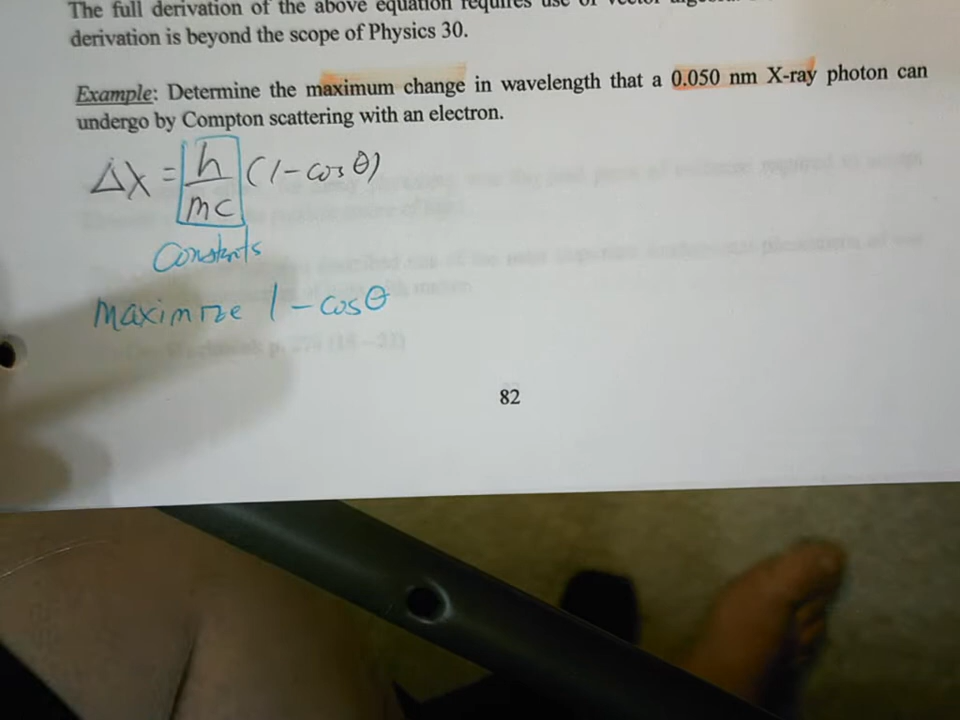 The full derivation of the above equation requires use of vector
derivation is beyond the scope of Physics 30.
Example: Determine the maximum change in wavelength that a 0.050 nm X-ray photon can
undergo by Compton scattering with an electron.
Δλ = h/mc (1-cos θ)
Constants
Maximize 1-cosθ
82